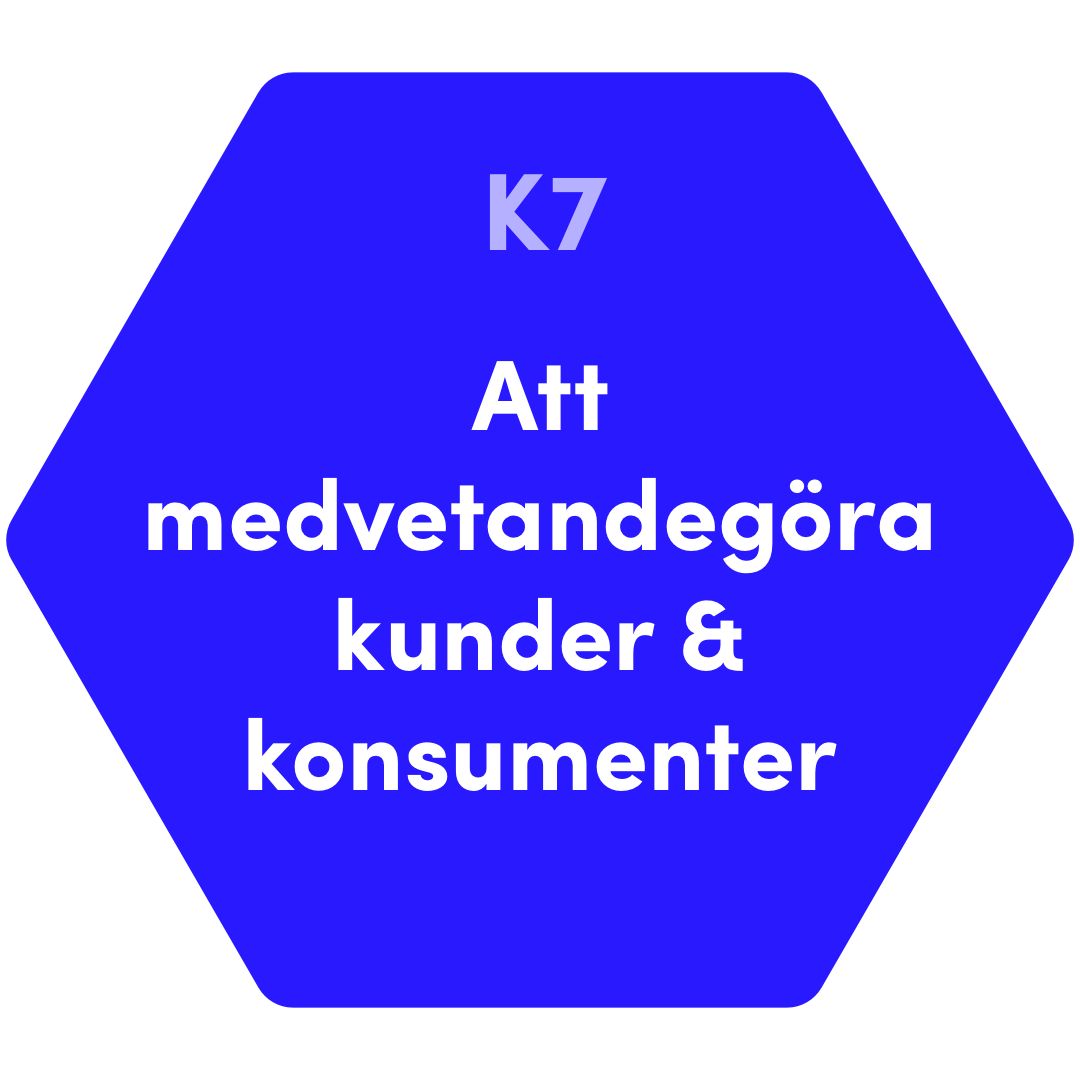 K7
Att
medvetandegöra
kunder &
konsumenter